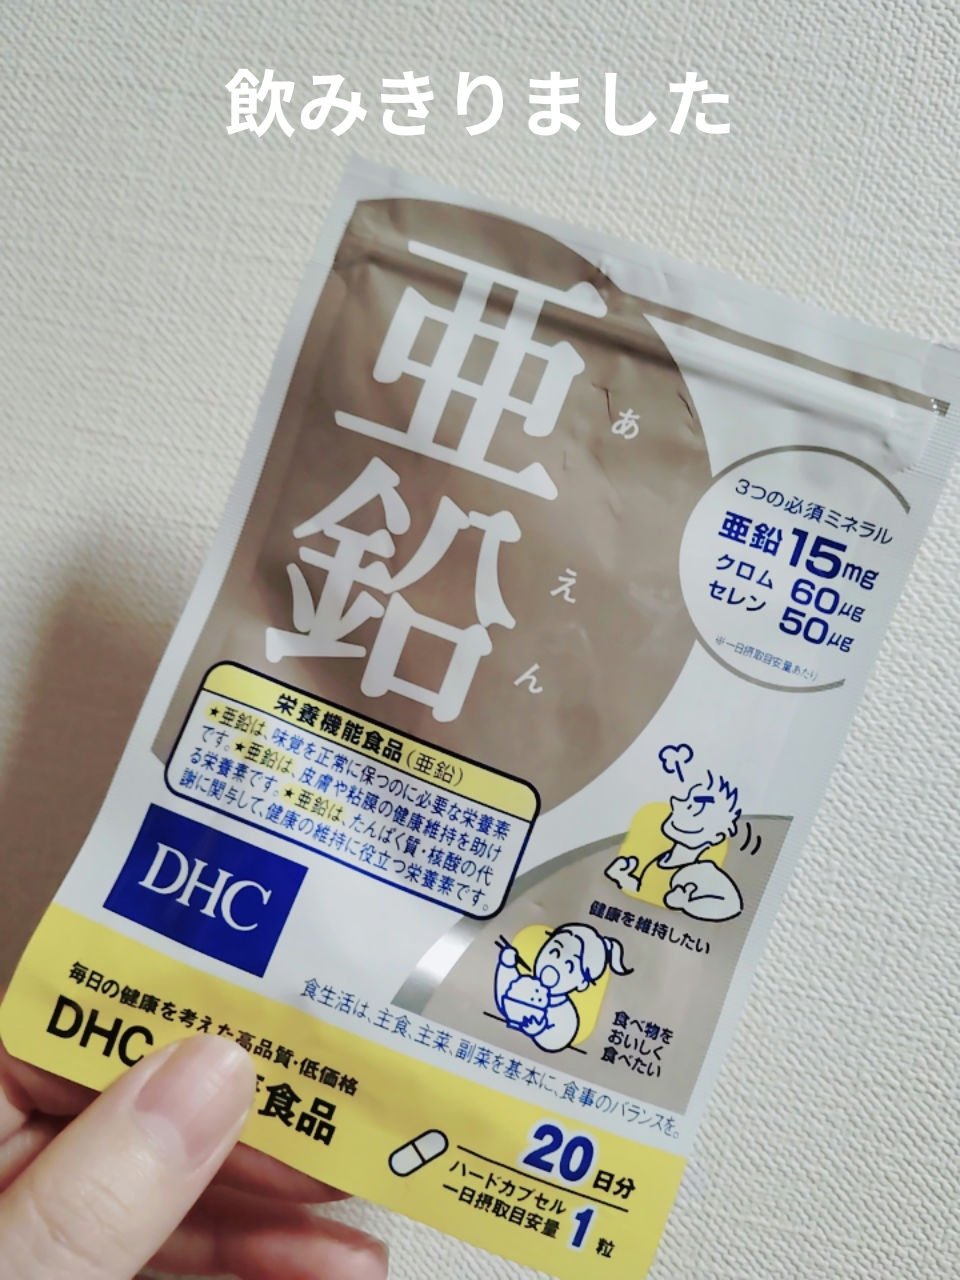 飲みきりました
亜鉛
あえん
3つの必須ミネラル
亜鉛15mg
クロム 60μg
セレン 50μg
※一日摂取目安量あたり
栄養機能食品(亜鉛)
★亜鉛は、味覚を正常に保つのに必要な栄養素
です。★亜鉛は、皮膚や粘膜の健康維持を助け
る栄養素です。★亜鉛は、たんぱく質・核酸の代
謝に関与して、健康の維持に役立つ栄養素です。
DHC
健康を維持したい
食べ物を
おいしく
食べたい
食生活は、主食、主菜、副菜を基本に、食事のバランスを。
毎日の健康を考えた高品質・低価格
DHC
食品
20日分
ハードカプセル
一日摂取目安量 1粒